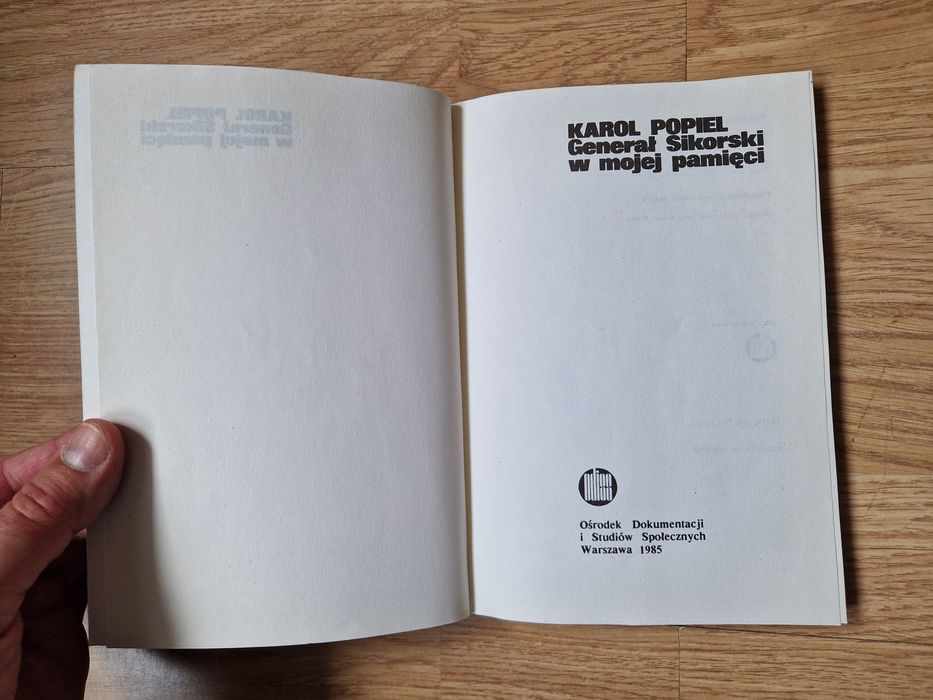 KAROL POPIEL
Generał Sikorski
w mojej pamięci
Ośrodek Dokumentacji
i Studiów Społecznych
Warszawa 1985